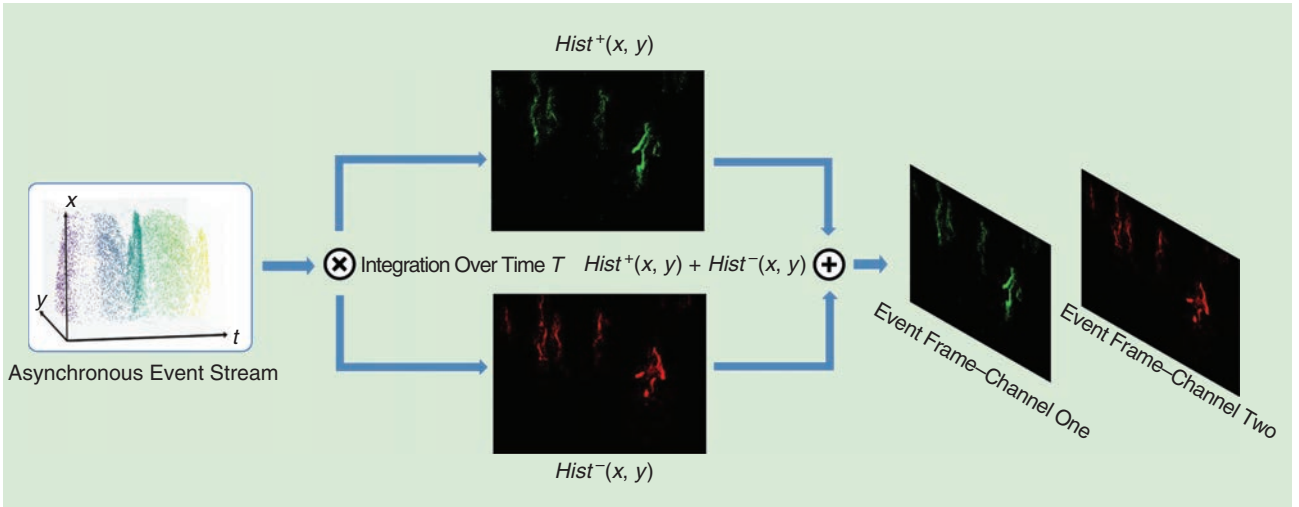 Hist⁺(x, y)
x
y
t
Asynchronous Event Stream
Integration Over Time T
Hist⁺(x, y) + Hist⁻(x, y)
Hist⁻(x, y)
Event Frame–Channel One
Event Frame–Channel Two